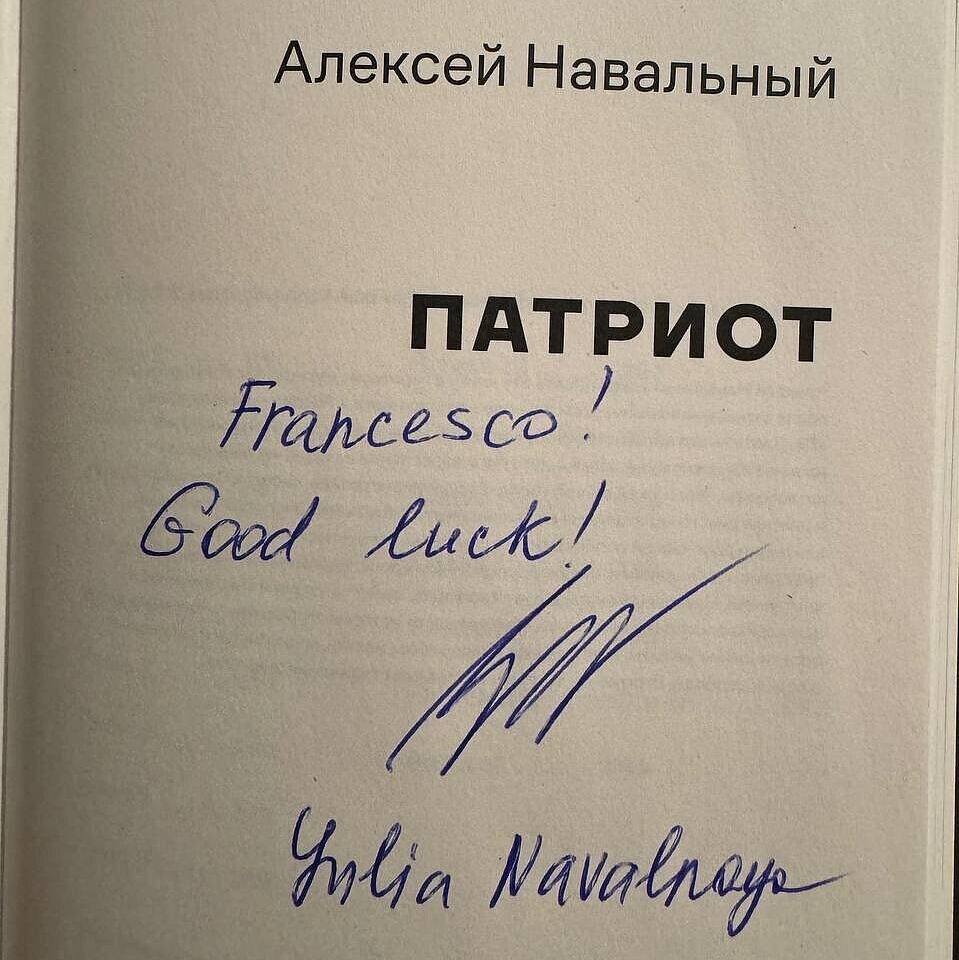 Алексей Навальный
ПАТРИОТ
Francesco!
Good luck!
Yulia Navalnaya